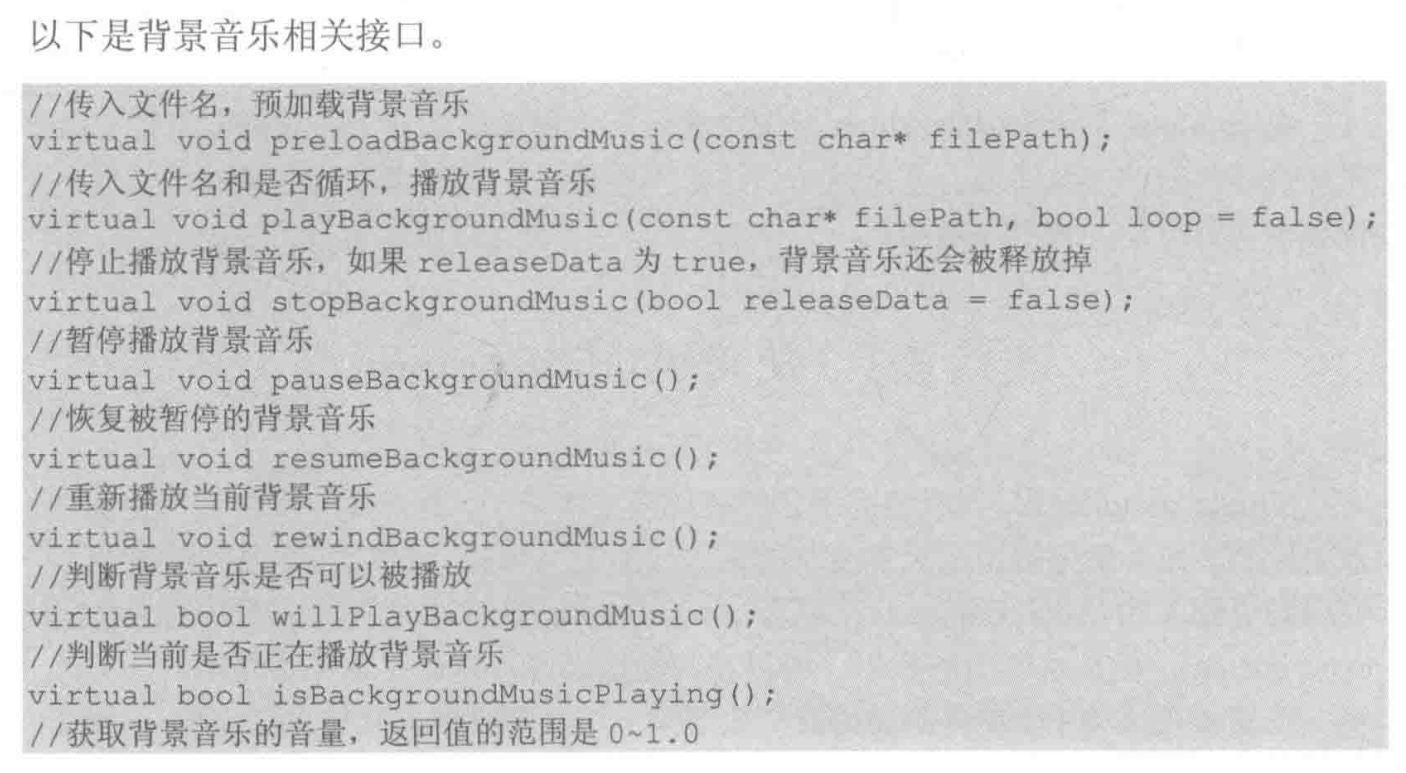 以下是背景音乐相关接口。
//传入文件名，预加载背景音乐
virtual void preloadBackgroundMusic(const char* filePath);
//传入文件名和是否循环，播放背景音乐
virtual void playBackgroundMusic(const char* filePath, bool loop = false);
//停止播放背景音乐，如果 releaseData 为 true，背景音乐还会被释放掉
virtual void stopBackgroundMusic(bool releaseData = false);
//暂停播放背景音乐
virtual void pauseBackgroundMusic();
//恢复被暂停的背景音乐
virtual void resumeBackgroundMusic();
//重新播放当前背景音乐
virtual void rewindBackgroundMusic();
//判断背景音乐是否可以被播放
virtual bool willPlayBackgroundMusic();
//判断当前是否正在播放背景音乐
virtual bool isBackgroundMusicPlaying();
//获取背景音乐的音量，返回值的范围是 0~1.0